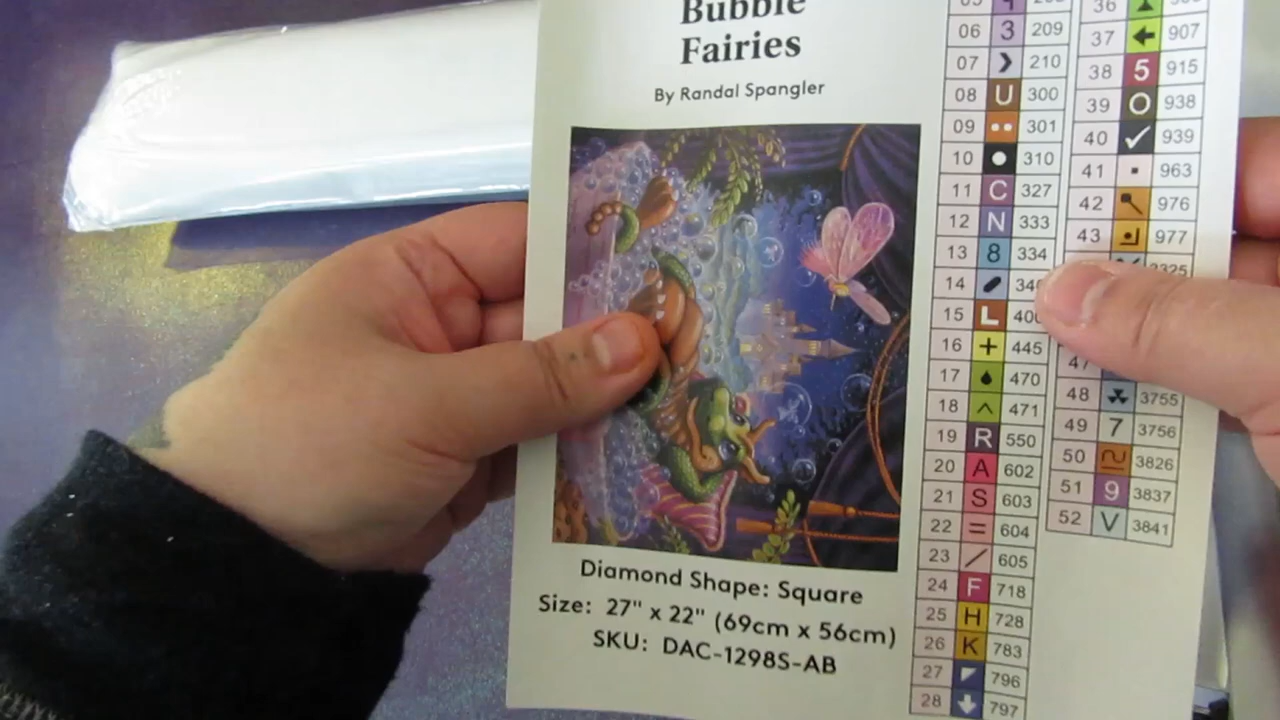 Bubble
Fairies
By Randal Spangler
Diamond Shape: Square
Size: 27" x 22" (69cm x 56cm)
SKU: DAC-1298S-AB
06 3 209
07 210
08 U 300
09 301
10 310
11 C 327
12 N 333
13 8 334
14
15 L
16 + 445
17 470
18 ^ 471
19 R 550
20 A 602
21 S 603
22 = 604
23 / 605
24 F 718
25 H 728
26 K 783
27 796
28 797
36
37 907
38 5 915
39 O 938
40 ✓ 939
41 963
42 976
43 977
47
48 3755
49 7 3756
50 3826
51 9 3837
52 V 3841